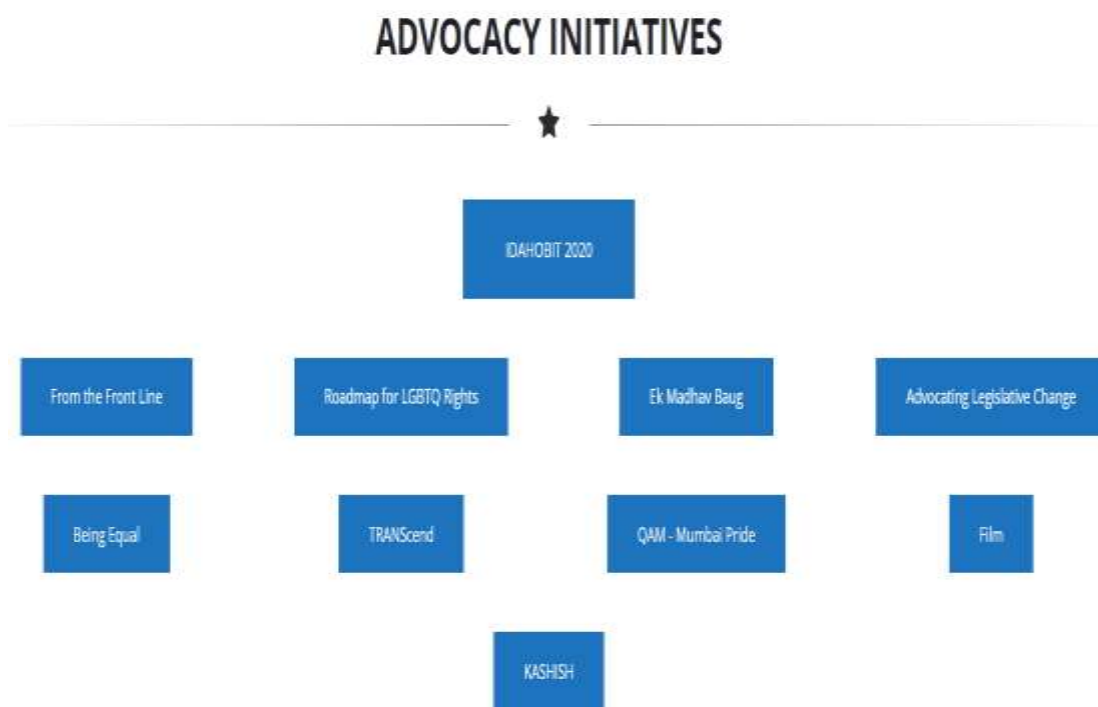 ADVOCACY INITIATIVES
IDAHOBIT 2020
From the Front Line
Roadmap for LGBTQ Rights
Ek Madhav Baug
Advocating Legislative Change
Being Equal
TRANScend
QAM - Mumbai Pride
Film
KASHISH